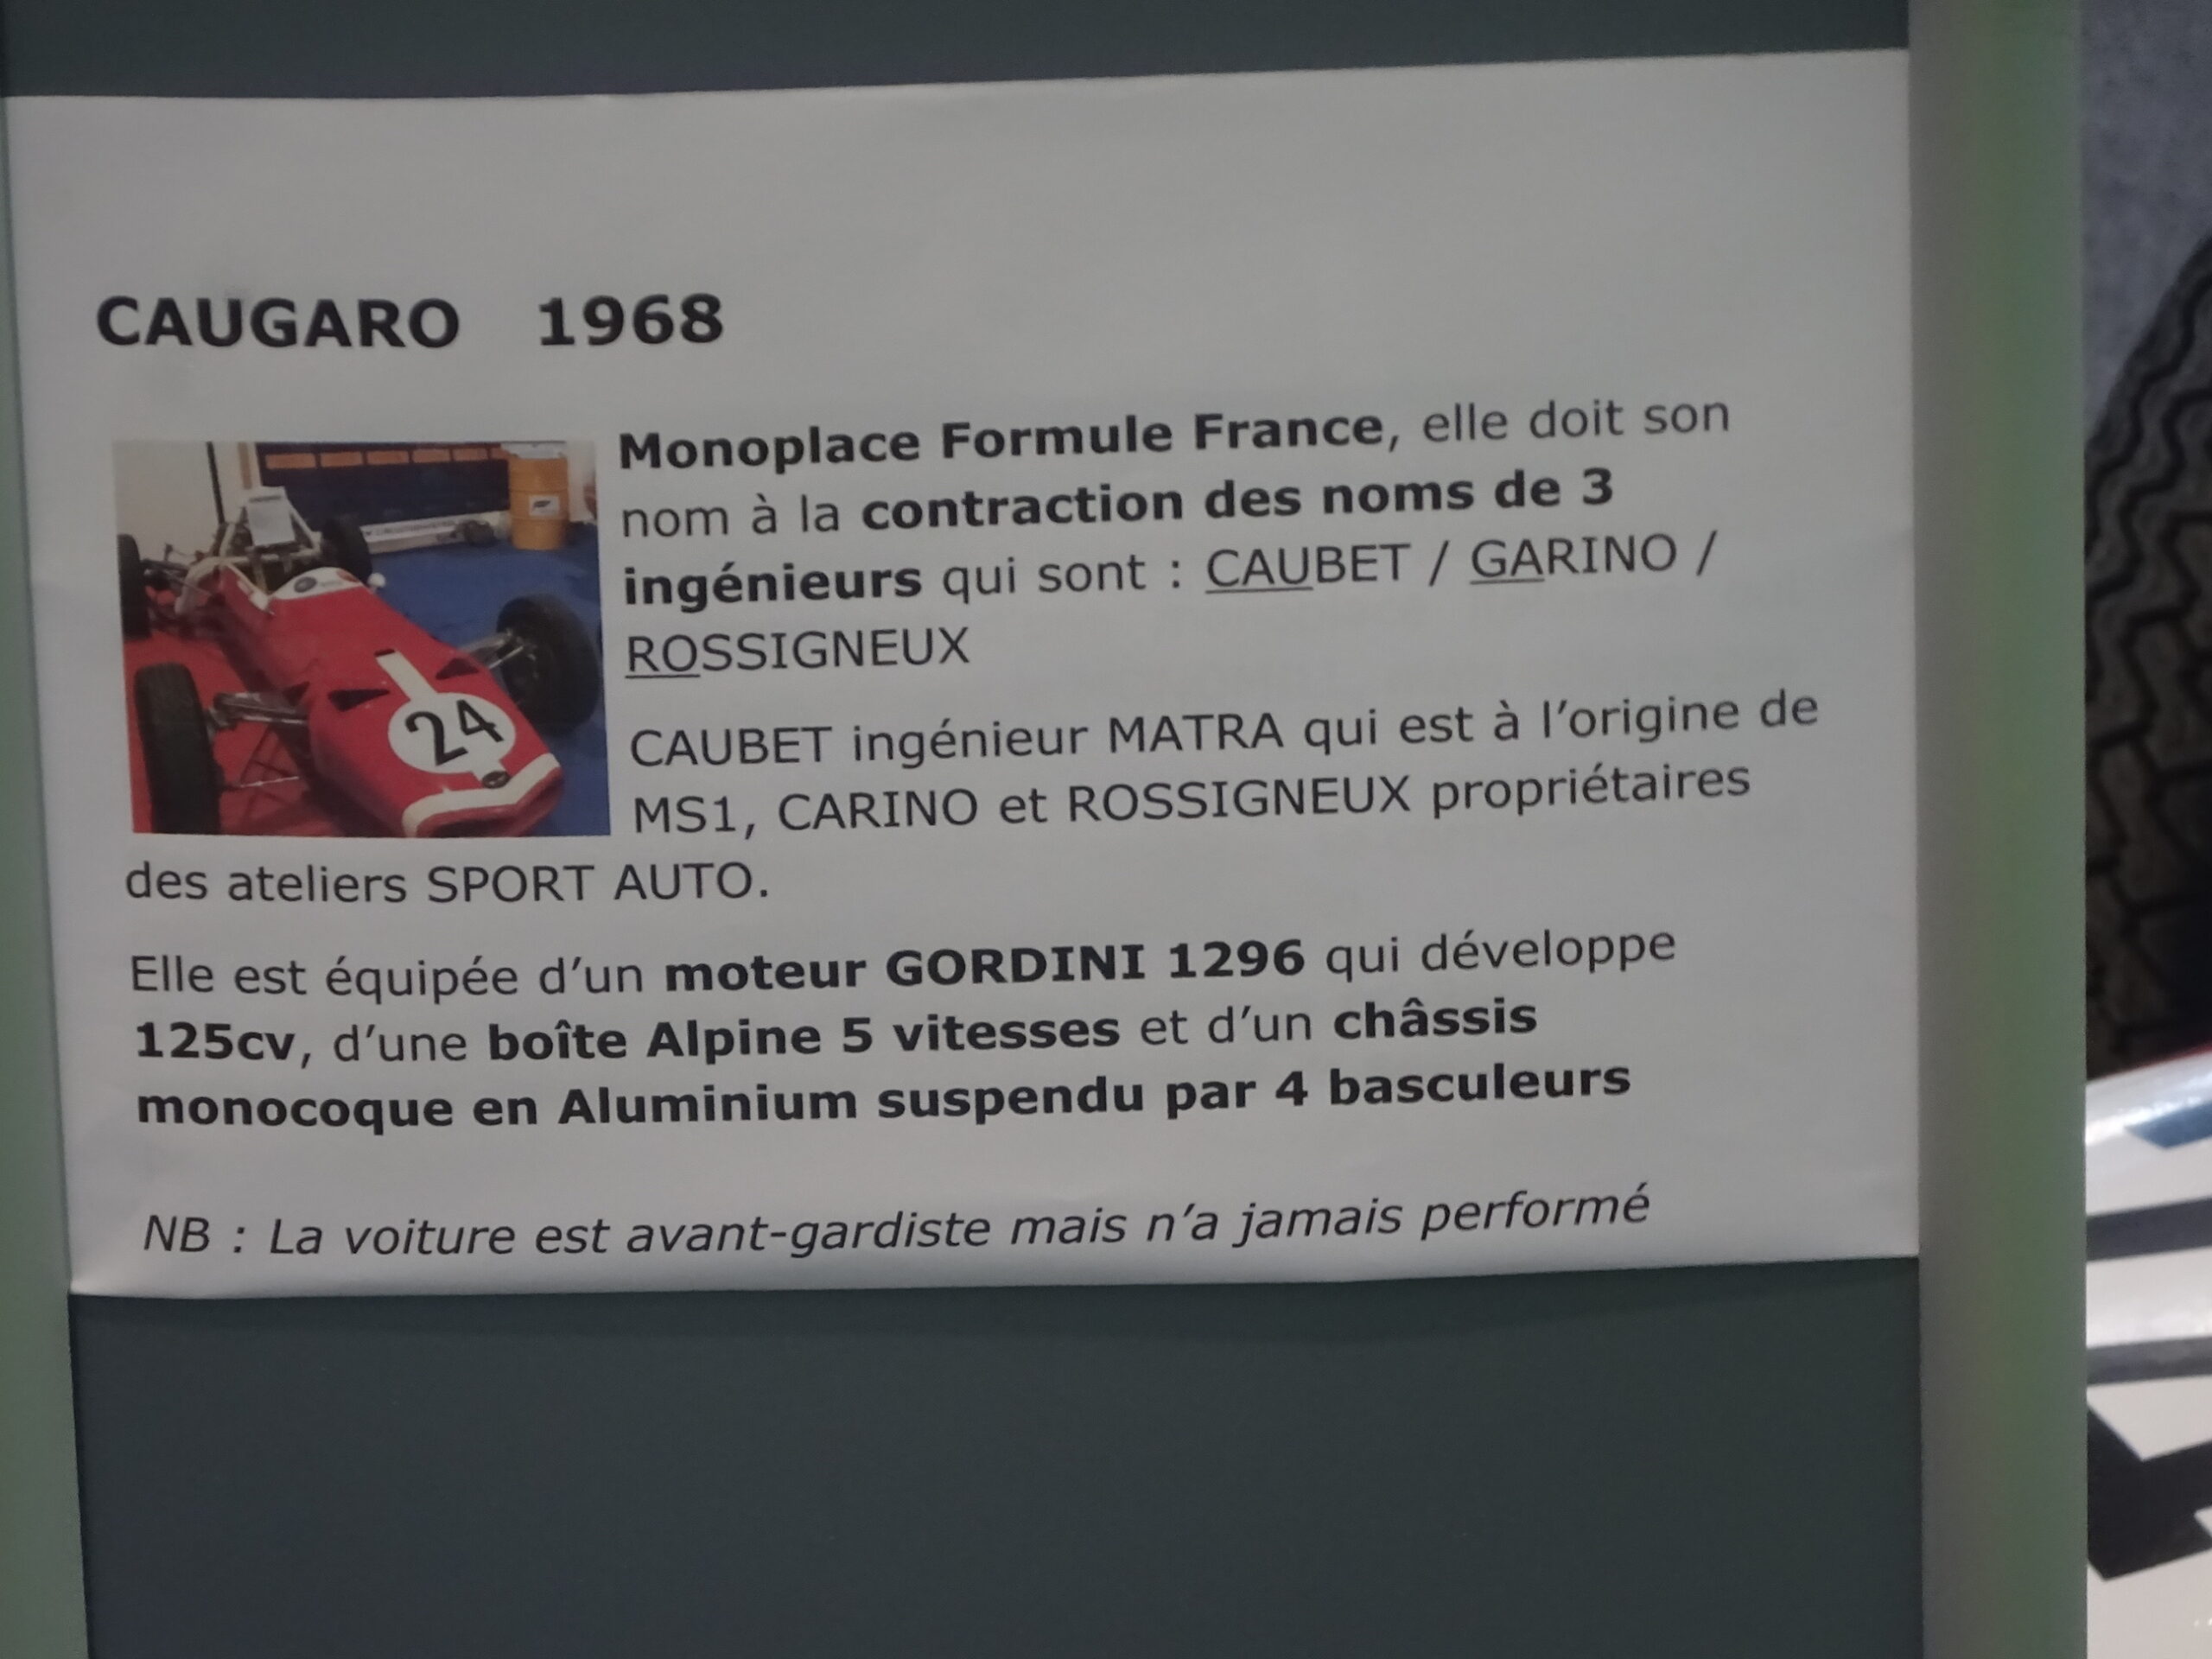 CAUGARO 1968
Monoplace Formule France, elle doit son
nom à la contraction des noms de 3
ingénieurs qui sont : CAUBET / GARINO /
ROSSIGNEUX
24
CAUBET ingénieur MATRA qui est à l'origine de
MS1, CARINO et ROSSIGNEUX propriétaires
des ateliers SPORT AUTO.
Elle est équipée d'un moteur GORDINI 1296 qui développe
125cv, d'une boîte Alpine 5 vitesses et d'un châssis
monocoque en Aluminium suspendu par 4 basculeurs
NB : La voiture est avant-gardiste mais n'a jamais performé